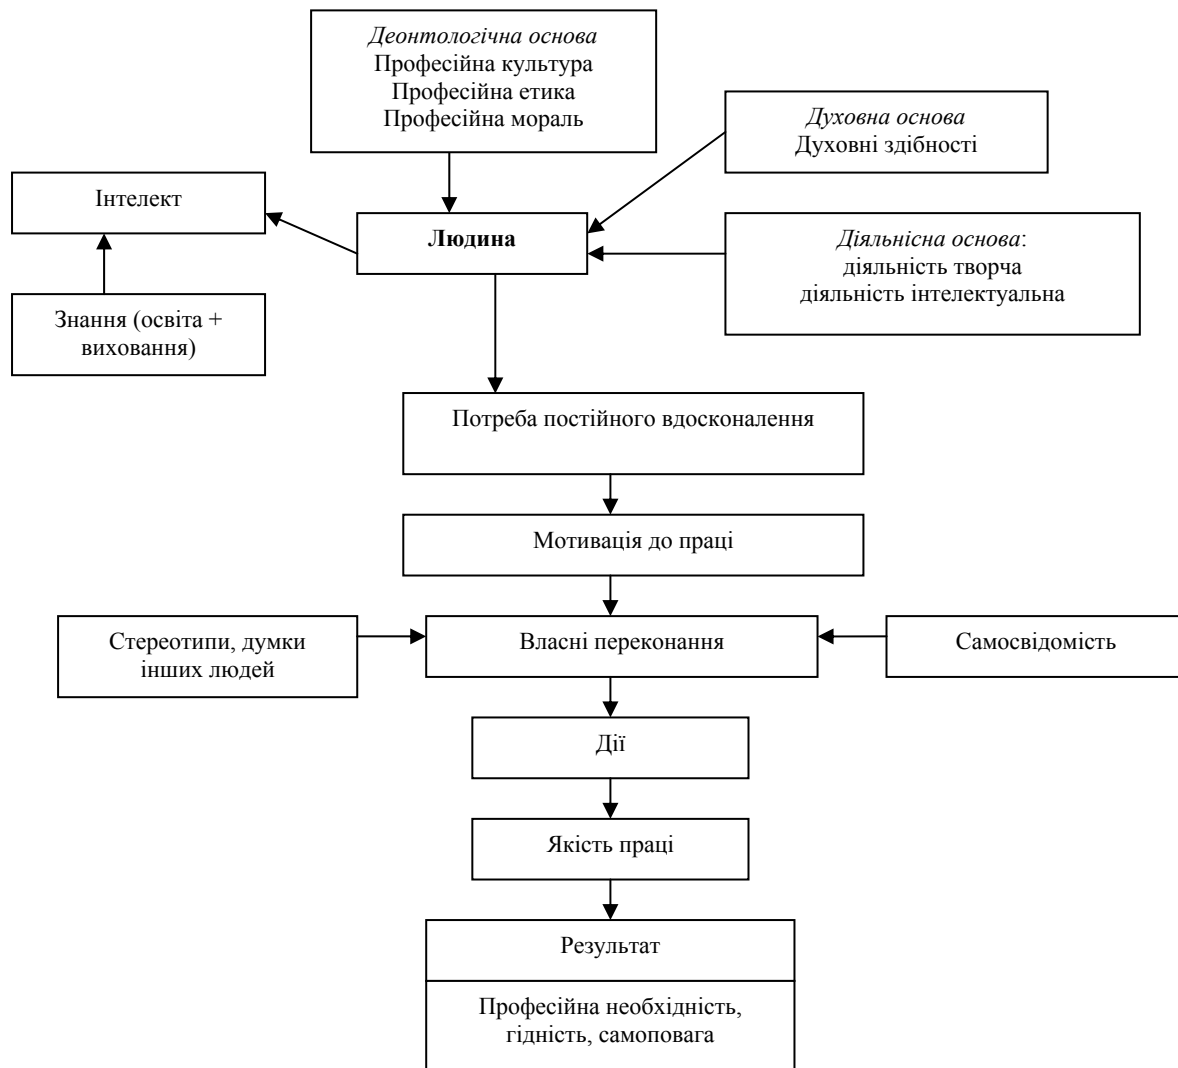 Деонтологічна основа
Професійна культура
Професійна етика
Професійна мораль
Духовна основа
Духовні здібності
Інтелект
Людина
Діяльнісна основа:
діяльність творча
діяльність інтелектуальна
Знання (освіта +
виховання)
Потреба постійного вдосконалення
Мотивація до праці
Стереотипи, думки
інших людей
Власні переконання
Самосвідомість
Дії
Якість праці
Результат
Професійна необхідність,
гідність, самоповага